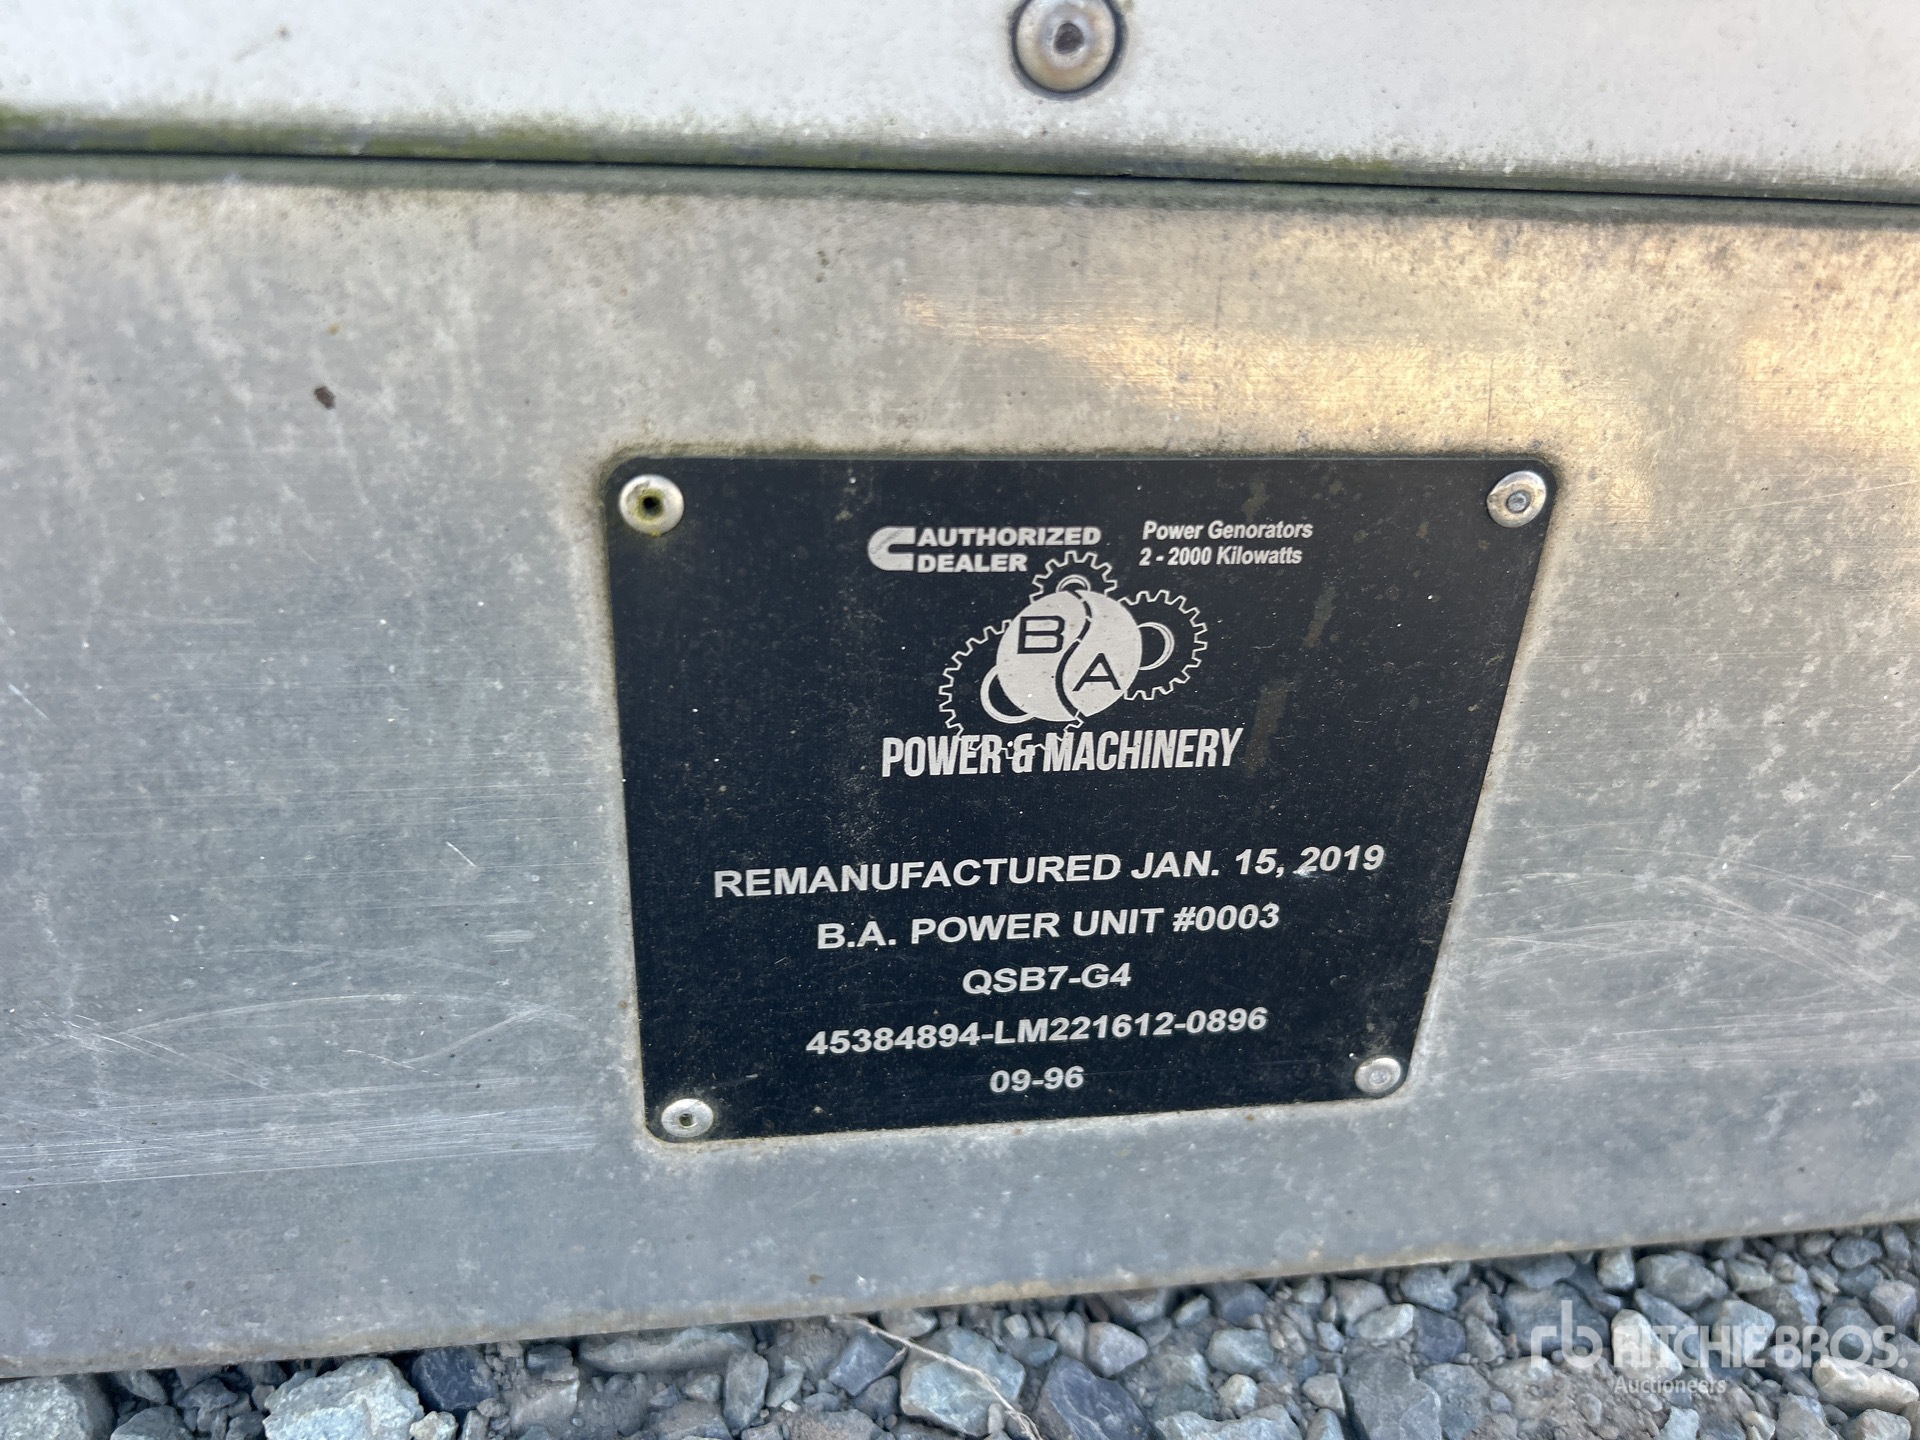 AUTHORIZED
DEALER
Power Genorators
2 - 2000 Kilowatts
B
A
POWER & MACHINERY
REMANUFACTURED JAN. 15, 2019
B.A. POWER UNIT #0003
QSB7-G4
45384894-LM221612-0896
09-96
rb RITCHIE BROS.
Auctioneers